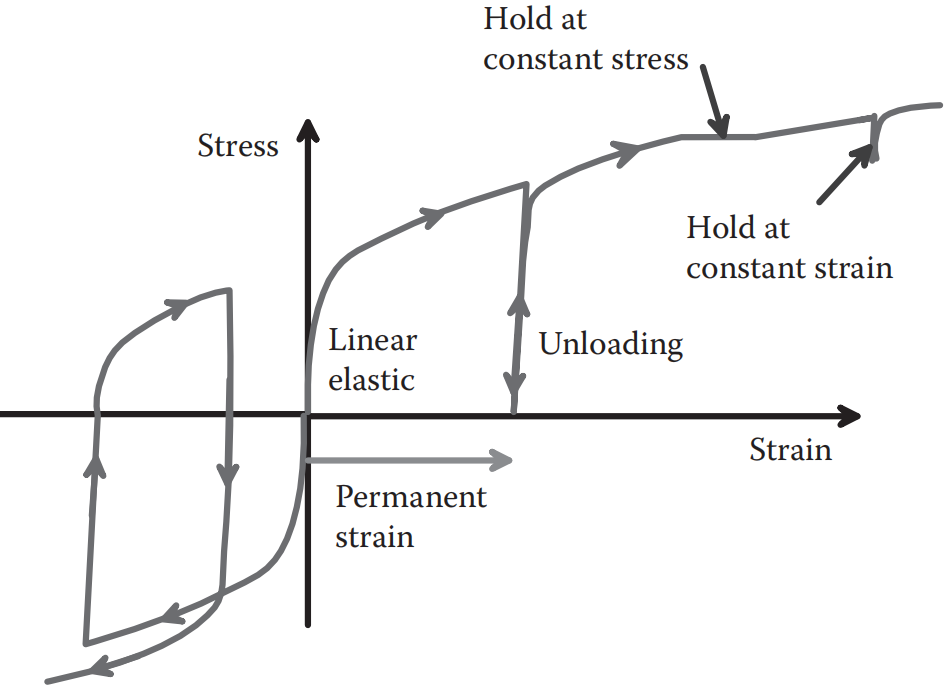 Hold at
constant stress
Stress
Hold at
constant strain
Linear
elastic
Unloading
Strain
Permanent
strain